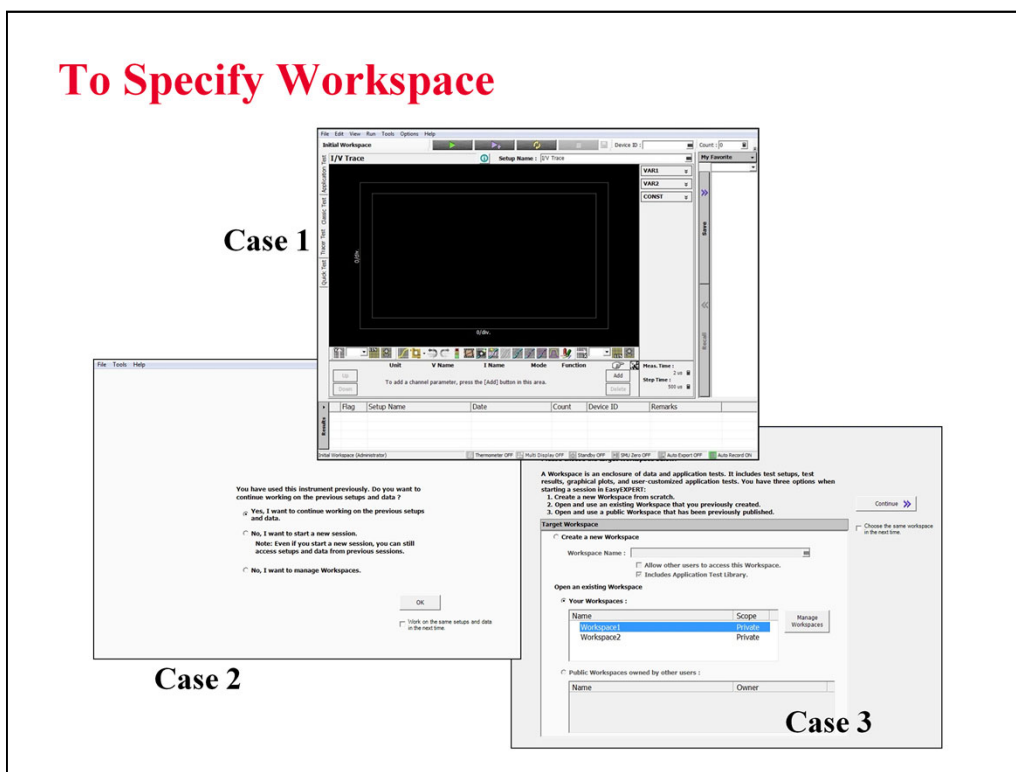 To Specify Workspace
File Edit View Run Tools Options Help
Initial Workspace
Device ID :
Count : 0
I/V Trace
Setup Name : I/V Trace
My Favorite
Quick Test
Tracer Test
Classic Test
Application Test
VAR1
VAR2
CONST
Save
Recall
0/div
0/div.
Unit V Name I Name Mode Function
Up
Down
To add a channel parameter, press the [Add] button in this area.
Add
Delete
Meas. Time :
2 us
Step Time :
500 us
Results
Flag Setup Name Date Count Device ID Remarks
Initial Workspace (Administrator)
Thermometer OFF Multi Display OFF Standby OFF SMU Zero OFF Auto Export OFF Auto Record ON
Case 1
File Tools Help
You have used this instrument previously. Do you want to
continue working on the previous setups and data ?
Yes, I want to continue working on the previous setups
and data.
No, I want to start a new session.
Note: Even if you start a new session, you can still
access setups and data from previous sessions.
No, I want to manage Workspaces.
OK
Work on the same setups and data
in the next time.
Case 2
A Workspace is an enclosure of data and application tests. It includes test setups, test
results, graphical plots, and user-customized application tests. You have three options when
starting a session in EasyEXPERT:
1. Create a new Workspace from scratch.
2. Open and use an existing Workspace that you previously created.
3. Open and use a public Workspace that has been previously published.
Continue
Choose the same workspace
in the next time.
Target Workspace
Create a new Workspace
Workspace Name :
Allow other users to access this Workspace.
Includes Application Test Library.
Open an existing Workspace
Your Workspaces :
Name Scope
Workspace1 Private
Workspace2 Private
Manage
Workspaces
Public Workspaces owned by other users :
Name Owner
Case 3